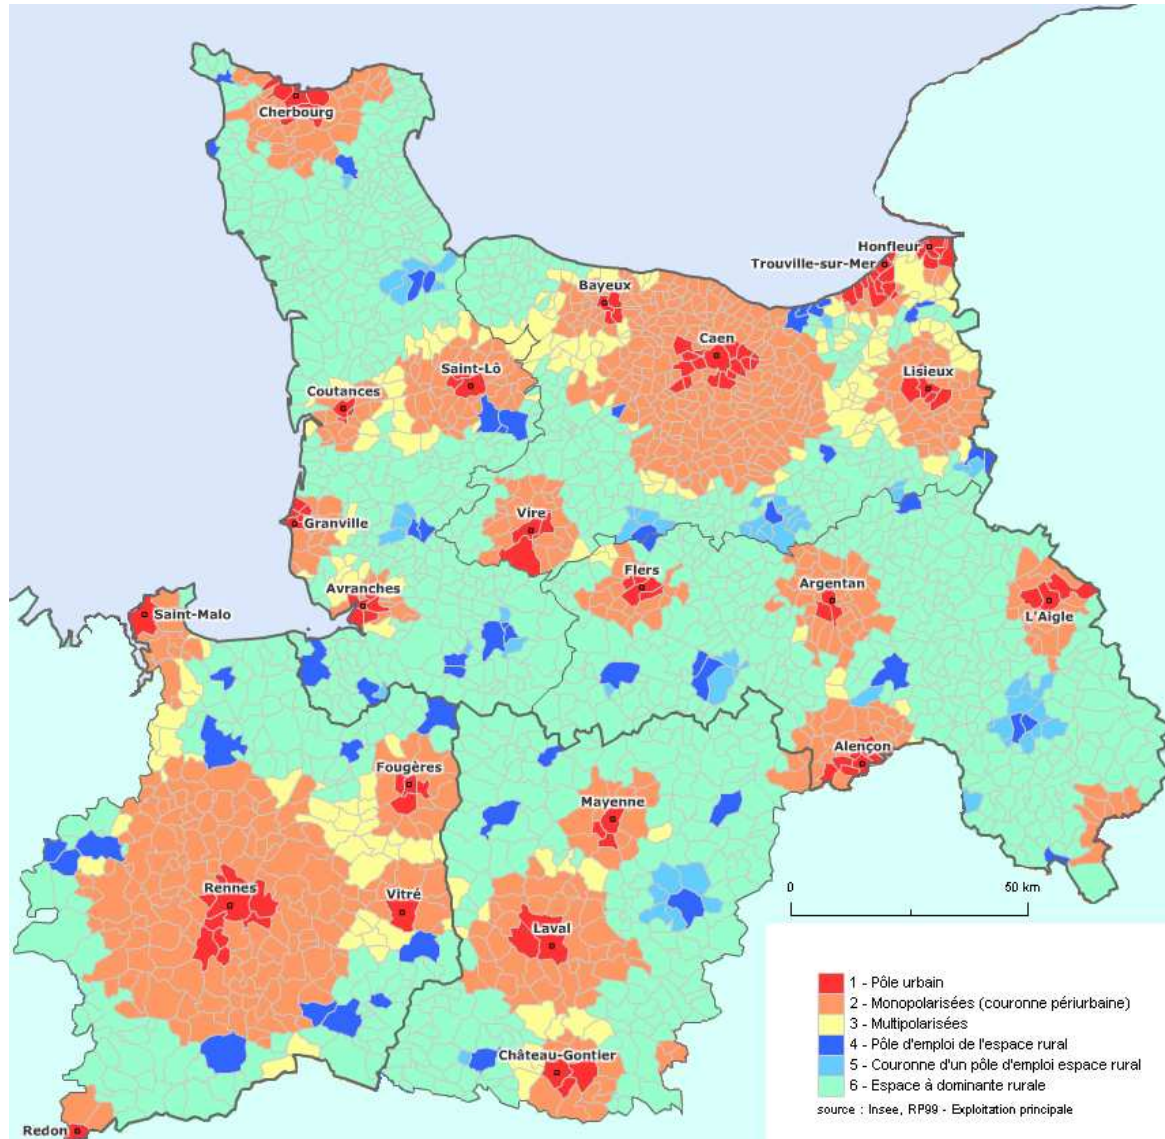 Cherbourg
Honfleur
Trouville-sur-Mer
Bayeux
Caen
Saint-Lô
Coutances
Lisieux
Granville
Vire
Avranches
Flers
Argentan
L'Aigle
Saint-Malo
Alençon
Fougères
Mayenne
Rennes
Vitré
Laval
Château-Gontier
Redon
0 50 km
1 - Pôle urbain
2 - Monopolarisées (couronne périurbaine)
3 - Multipolarisées
4 - Pôle d'emploi de l'espace rural
5 - Couronne d'un pôle d'emploi espace rural
6 - Espace à dominante rurale
source : Insee, RP99 - Exploitation principale